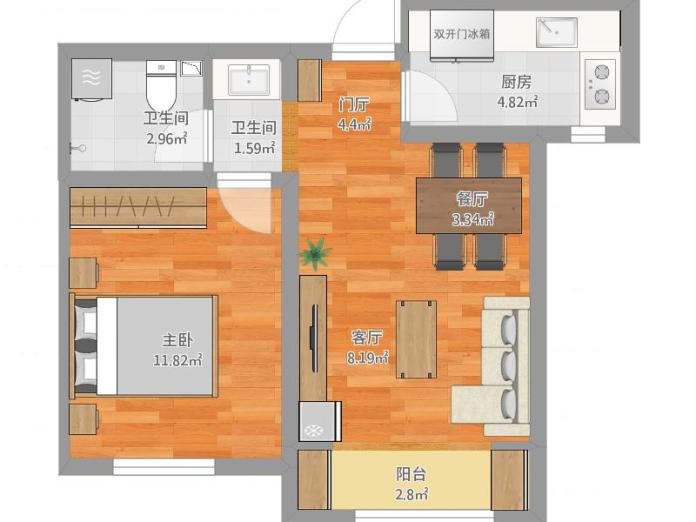 双开门冰箱
厨房
4.82㎡
门厅
4.4㎡
卫生间
2.96㎡
卫生间
1.59㎡
餐厅
3.34㎡
主卧
11.82㎡
客厅
8.19㎡
阳台
2.8㎡